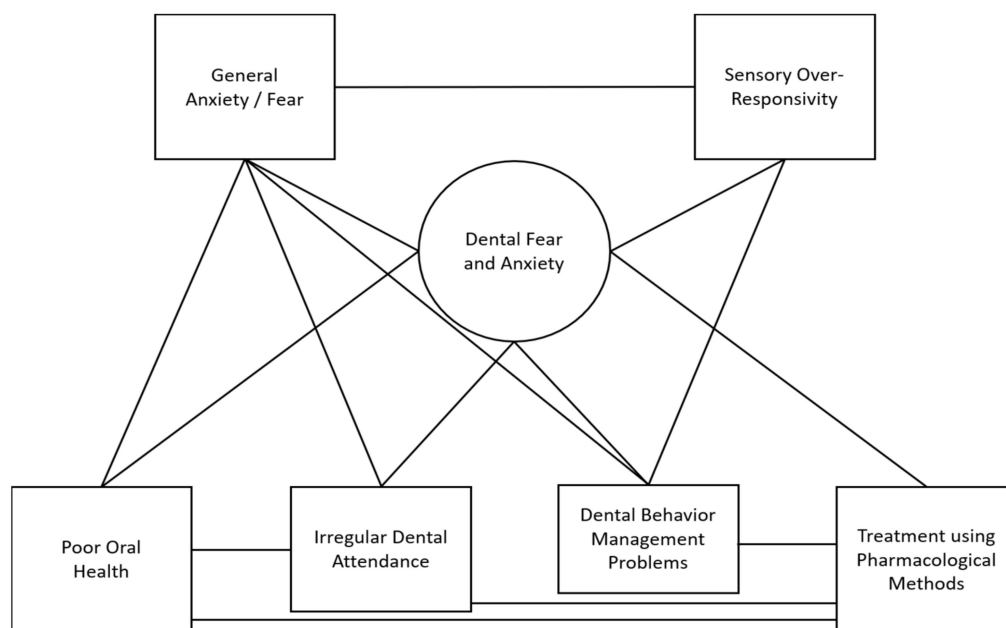 General
Anxiety / Fear
Sensory Over-
Responsivity
Dental Fear
and Anxiety
Poor Oral
Health
Irregular Dental
Attendance
Dental Behavior
Management
Problems
Treatment using
Pharmacological
Methods